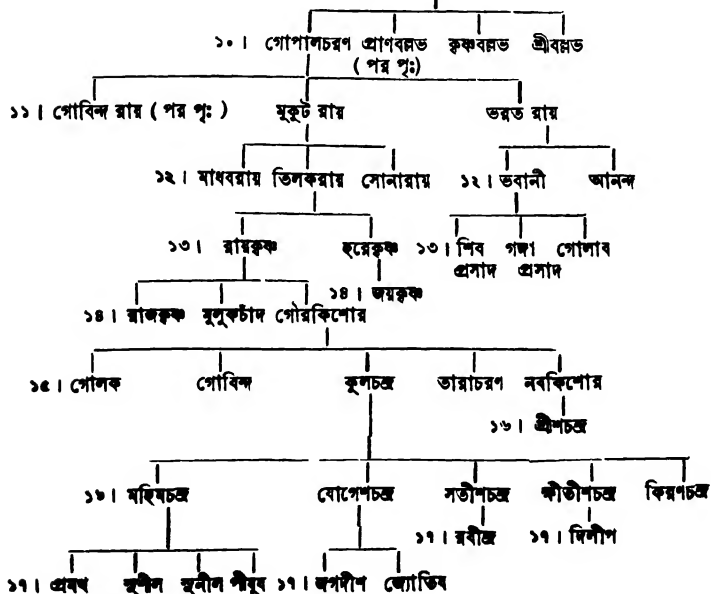 ১০। গোপালচরণ প্রাণবল্লভ কৃষ্ণবল্লভ শ্রীবল্লভ
( পর পৃঃ)
১১। গোবিন্দ রায় ( পর পৃঃ ) মুকুট রায় ভরত রায়
১২। মাধবরায় তিলকরায় সোনারায় ১২। ভবানী আনন্দ
১৩। রায়কৃষ্ণ হরেকৃষ্ণ ১৩। শিব গঙ্গা গোলাব
প্রসাদ প্রসাদ
১৪। জয়কৃষ্ণ
১৪। রাজকৃষ্ণ মুলুকচাঁদ গৌরকিশোর
১৫। গোলক গোবিন্দ কুলচন্দ্র তারাচরণ নবকিশোর
১৬। শ্রীশচন্দ্র
১৬। মহিমচন্দ্র যোগেশচন্দ্র সতীশচন্দ্র ক্ষীতীশচন্দ্র কিরণচন্দ্র
১৭। রবীন্দ্র ১৭। দিলীপ
১৭। প্রমথ সুশীল সুনীল পীযুষ ১৭। জগদীশ জ্যোতিষ